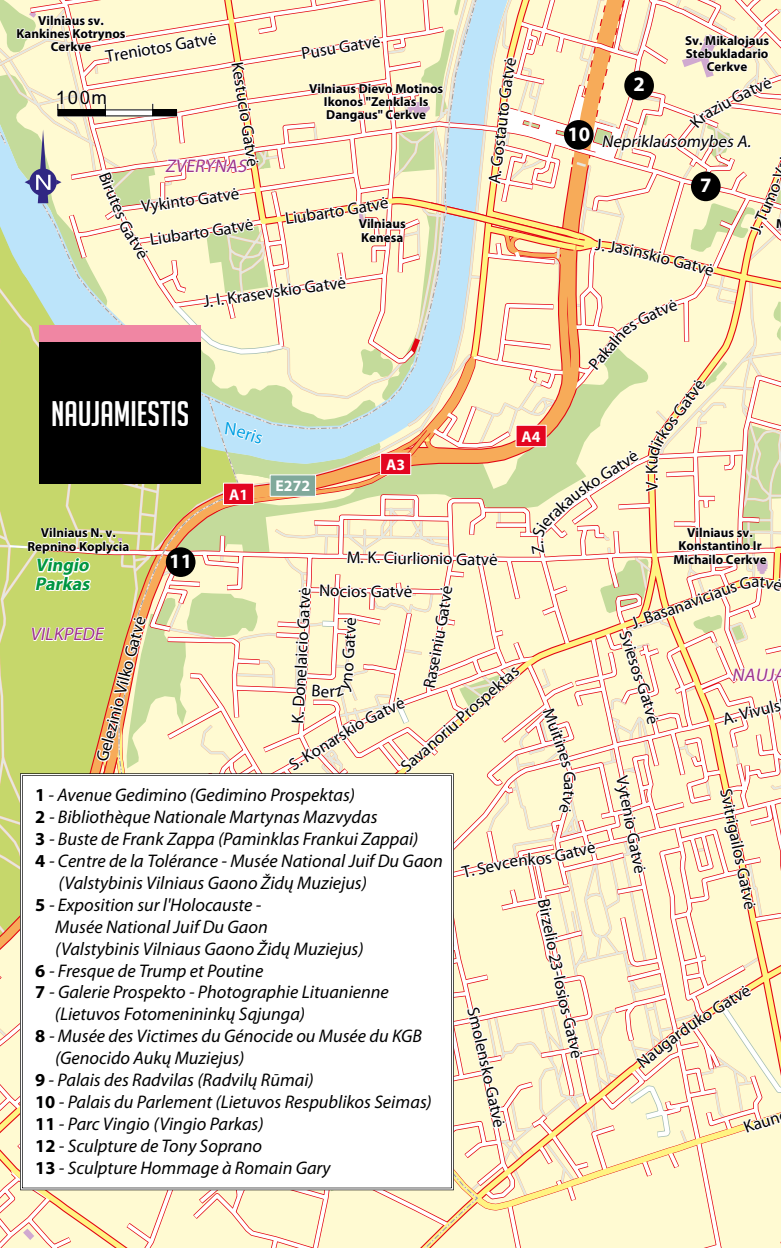 Vilniaus sv.
Kankines Kotrynos
Cerkve
Treniotos Gatvė
Pusu Gatvė
Sv. Mikalojaus
Stebukladario
Cerkve
2
Kraziu Gatvė
100m
Kestucio Gatvė
Vilniaus Dievo Motinos
Ikonos "Zenklas Is
Dangaus" Cerkve
A. Gostauto Gatvė
10
Nepriklausomybes A.
N
ZVERYNAS
Birutes Gatvė
Vykinto Gatvė
Liubarto Gatvė
Liubarto Gatvė
Vilniaus
Kenesa
7
J. Tumo-
J. Jasinskio Gatvė
J. I. Krasevskio Gatvė
Pakalnes Gatvė
NAUJAMIESTIS
Neris
A4
A3
E272
A1
V. Kudirkos Gatvė
Z. Sierakausko Gatvė
Vilniaus N. v.
Repnino Koplycia
11
Vingio
Parkas
M. K. Ciurlionio Gatvė
Vilniaus sv.
Konstantino Ir
Michailo Cerkve
Nocios Gatvė
J. Basanaviciaus Gatvė
VILKPEDE
Gelezinio Vilko Gatvė
K. Donelaicio Gatvė
Berzyno Gatvė
Raseiniu Gatvė
Sviesos Gatvė
NAUJA
S. Konarskio Gatvė
Savanoriu Prospektas
A. Vivuls
Muitines Gatvė
Vytenio Gatvė
Svitrigailos Gatvė
T. Sevcenkos Gatvė
Birzelio 23-Iosios Gatvė
Smolensko Gatvė
Naugarduko Gatvė
Kaun
1 - Avenue Gedimino (Gedimino Prospektas)
2 - Bibliothèque Nationale Martynas Mazvydas
3 - Buste de Frank Zappa (Paminklas Frankui Zappai)
4 - Centre de la Tolérance - Musée National Juif Du Gaon
(Valstybinis Vilniaus Gaono Židų Muziejus)
5 - Exposition sur l'Holocauste -
Musée National Juif Du Gaon
(Valstybinis Vilniaus Gaono Židų Muziejus)
6 - Fresque de Trump et Poutine
7 - Galerie Prospekto - Photographie Lituanienne
(Lietuvos Fotomenininkų Sąjunga)
8 - Musée des Victimes du Génocide ou Musée du KGB
(Genocido Aukų Muziejus)
9 - Palais des Radvilas (Radvilų Rūmai)
10 - Palais du Parlement (Lietuvos Respublikos Seimas)
11 - Parc Vingio (Vingio Parkas)
12 - Sculpture de Tony Soprano
13 - Sculpture Hommage à Romain Gary